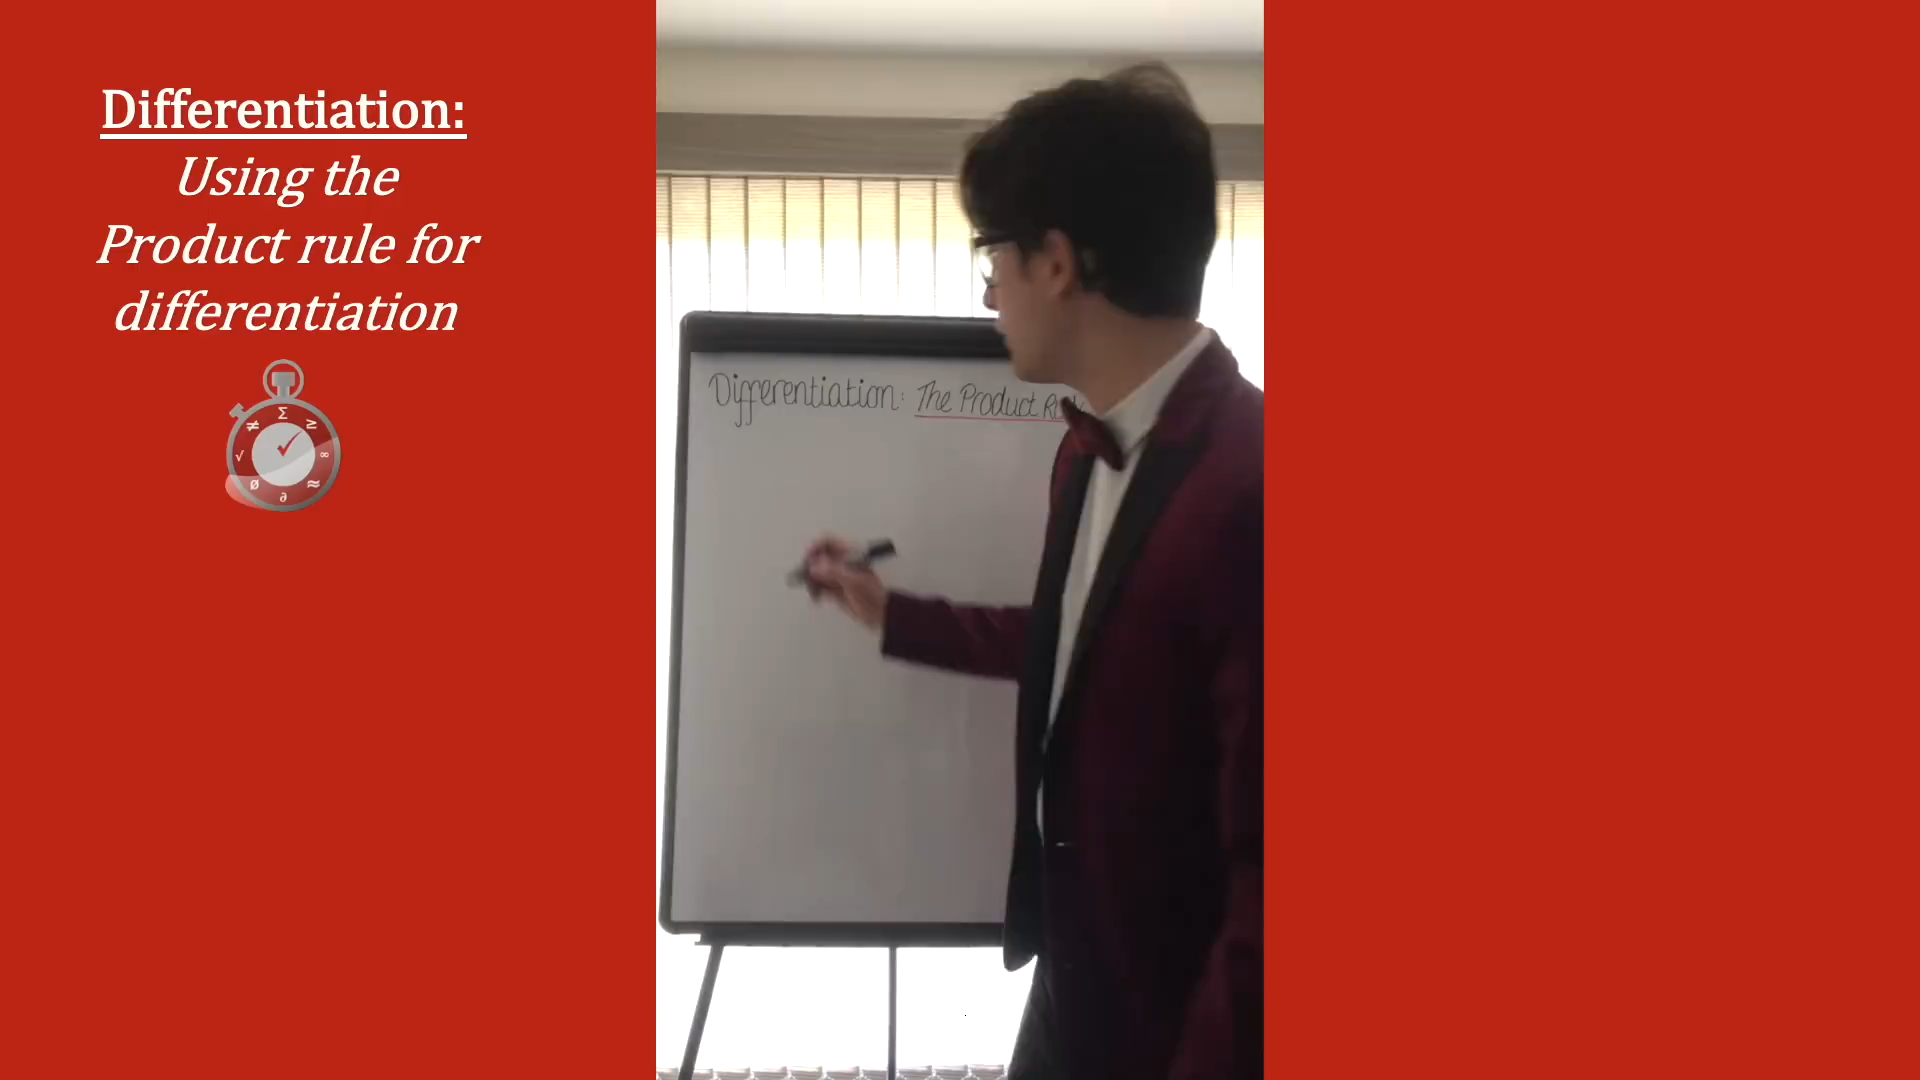 Differentiation:
Using the
Product rule for
differentiation
Σ
≠ ≥
√ ∞
Ø ≈
∂
Differentiation: The Product